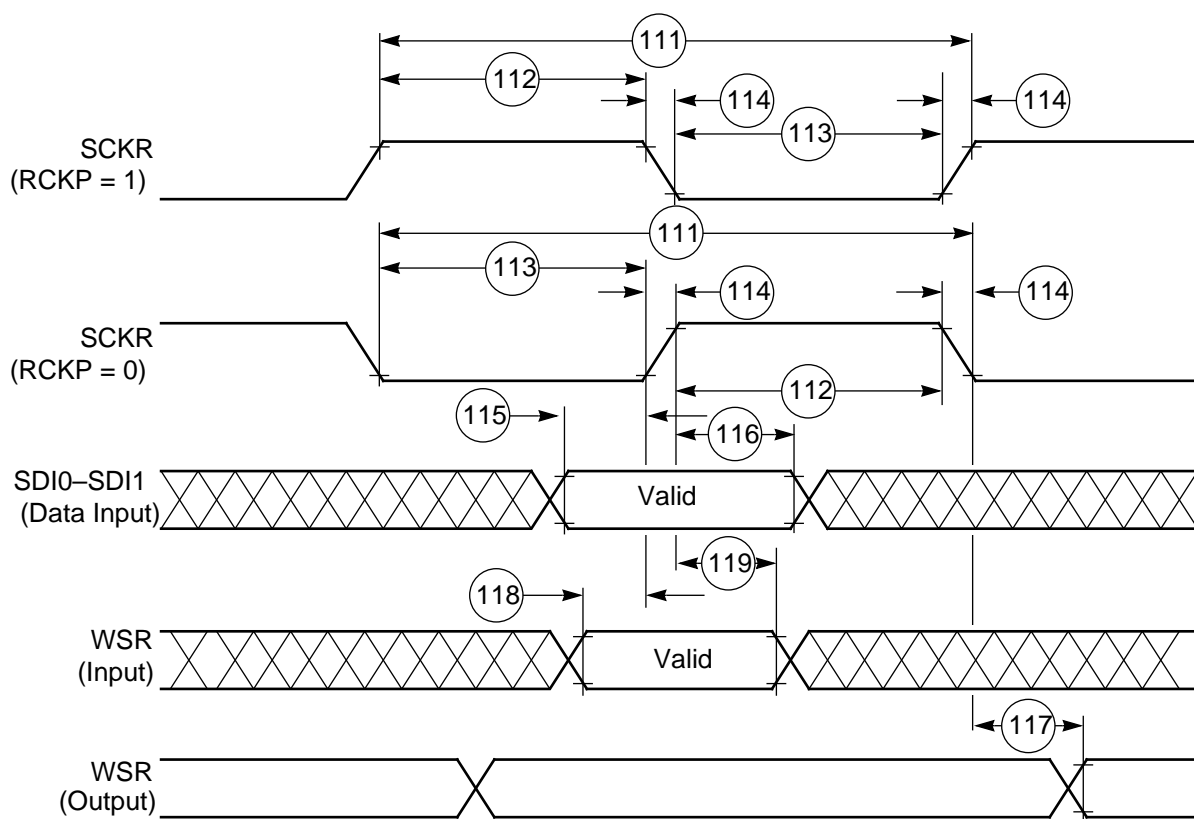 111
112
114
114
113
SCKR
(RCKP = 1)
111
113
114
114
SCKR
(RCKP = 0)
112
115
116
SDI0–SDI1
(Data Input)
Valid
119
118
WSR
(Input)
Valid
117
WSR
(Output)